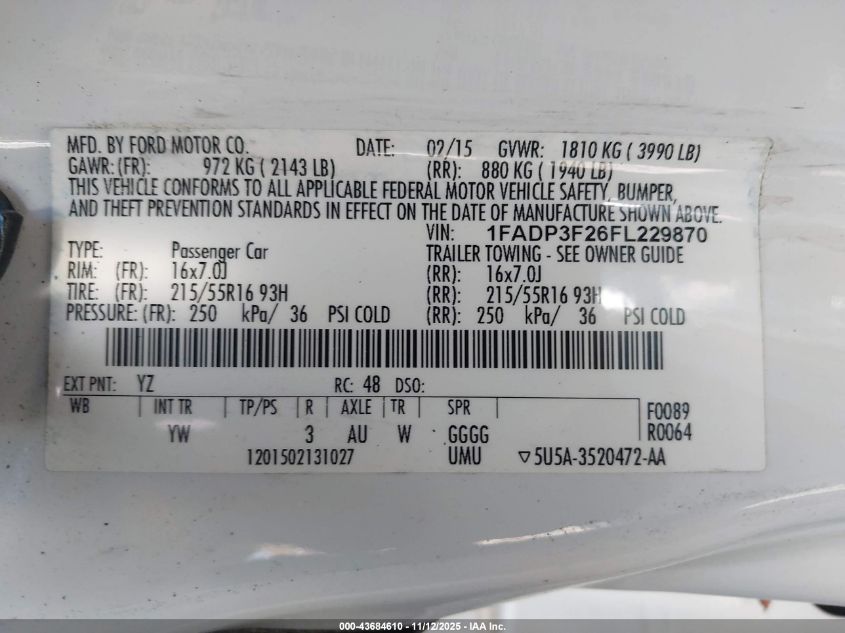 MFD. BY FORD MOTOR CO. DATE: 02/15 GVWR: 1810 KG ( 3990 LB)
GAWR: (FR): 972 KG ( 2143 LB) (RR): 880 KG ( 1940 LB)
THIS VEHICLE CONFORMS TO ALL APPLICABLE FEDERAL MOTOR VEHICLE SAFETY, BUMPER,
AND THEFT PREVENTION STANDARDS IN EFFECT ON THE DATE OF MANUFACTURE SHOWN ABOVE.
VIN: 1FADP3F26FL229870
TYPE: Passenger Car TRAILER TOWING - SEE OWNER GUIDE
RIM: (FR): 16x7.0J (RR): 16x7.0J
TIRE: (FR): 215/55R16 93H (RR): 215/55R16 93H
PRESSURE: (FR): 250 kPa/ 36 PSI COLD (RR): 250 kPa/ 36 PSI COLD
EXT PNT: YZ RC: 48 DSO:
WB INT TR TP/PS R AXLE TR SPR F0089
YW 3 AU W GGGG R0064
1201502131027 UMU ▽5U5A-3520472-AA
000-43684610 - 11/12/2025 - IAA Inc.